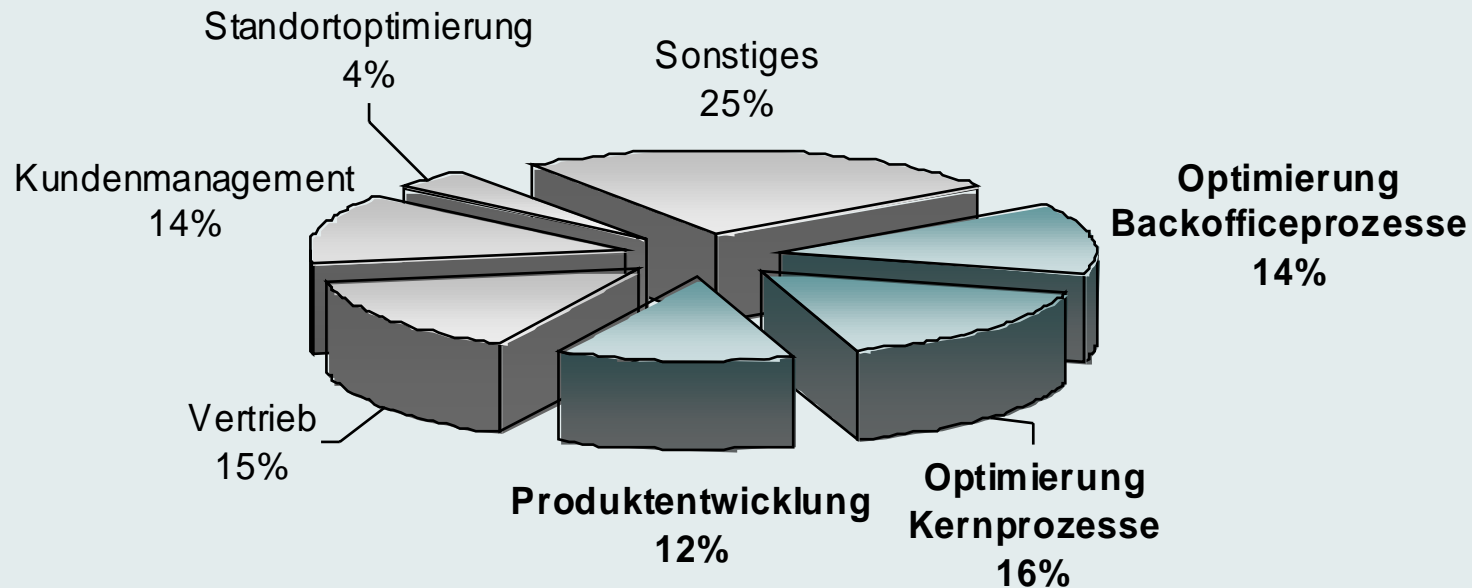 Standortoptimierung
4%
Sonstiges
25%
Kundenmanagement
14%
Optimierung
Backofficeprozesse
14%
Vertrieb
15%
Produktentwicklung
12%
Optimierung
Kernprozesse
16%